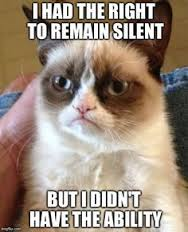 I HAD THE RIGHT
TO REMAIN SILENT
BUT I DIDN'T
HAVE THE ABILITY
imgflip.com